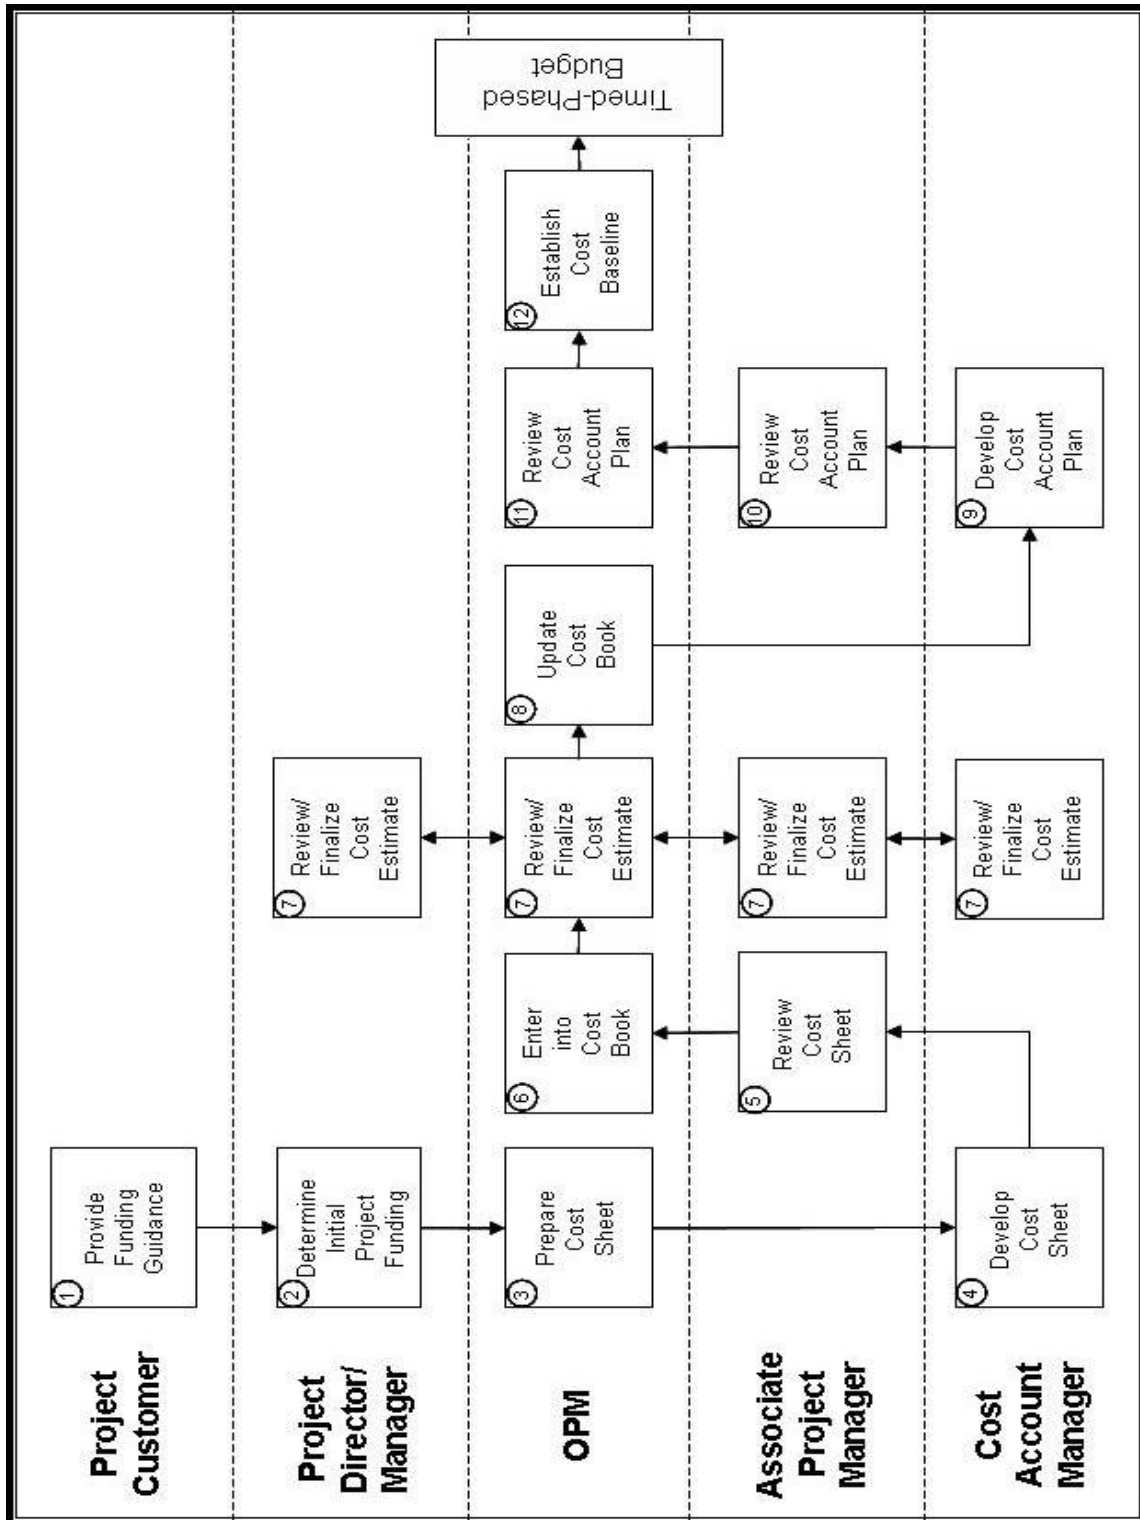 Project
Customer
1
Provide
Funding
Guidance
Project
Director/
Manager
2
Determine
Initial
Project
Funding
7
Review/
Finalize
Cost
Estimate
OPM
3
Prepare
Cost
Sheet
6
Enter
into
Cost
Book
7
Review/
Finalize
Cost
Estimate
8
Update
Cost
Book
11
Review
Cost
Account
Plan
12
Establish
Cost
Baseline
Timed-Phased
Budget
Associate
Project
Manager
5
Review
Cost
Sheet
7
Review/
Finalize
Cost
Estimate
10
Review
Cost
Account
Plan
Cost
Account
Manager
4
Develop
Cost
Sheet
7
Review/
Finalize
Cost
Estimate
9
Develop
Cost
Account
Plan